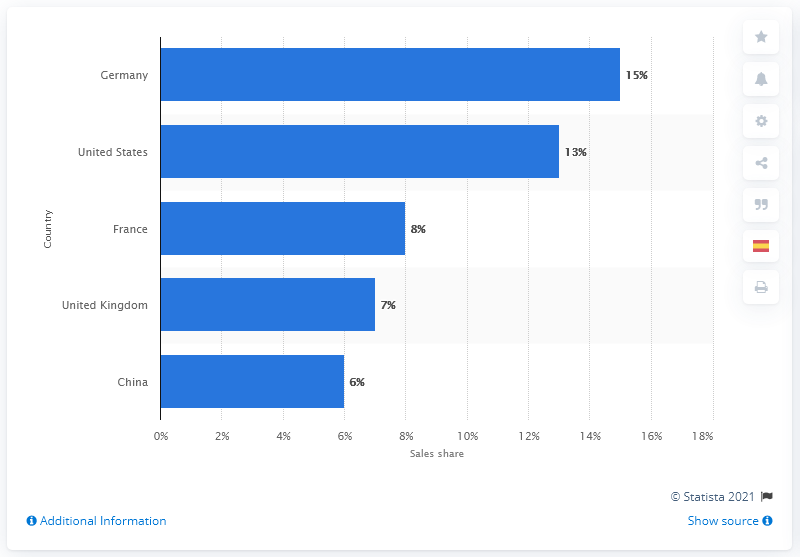 Germany
15%
United States
13%
France
8%
United Kingdom
7%
China
6%
Country
0% 2% 4% 6% 8% 10% 12% 14% 16% 18%
Sales share
© Statista 2021
Additional Information
Show source